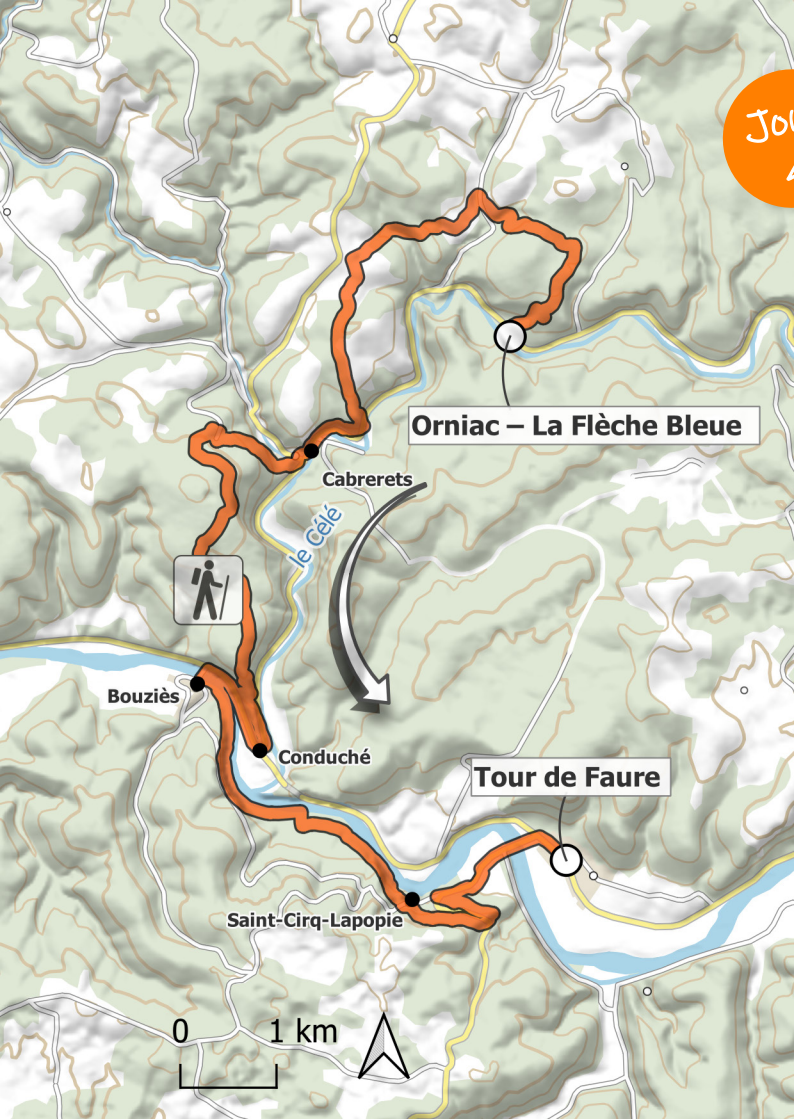 Orniac – La Flèche Bleue
Cabrerets
le Célé
Bouziès
Conduché
Tour de Faure
Saint-Cirq-Lapopie
0 1 km